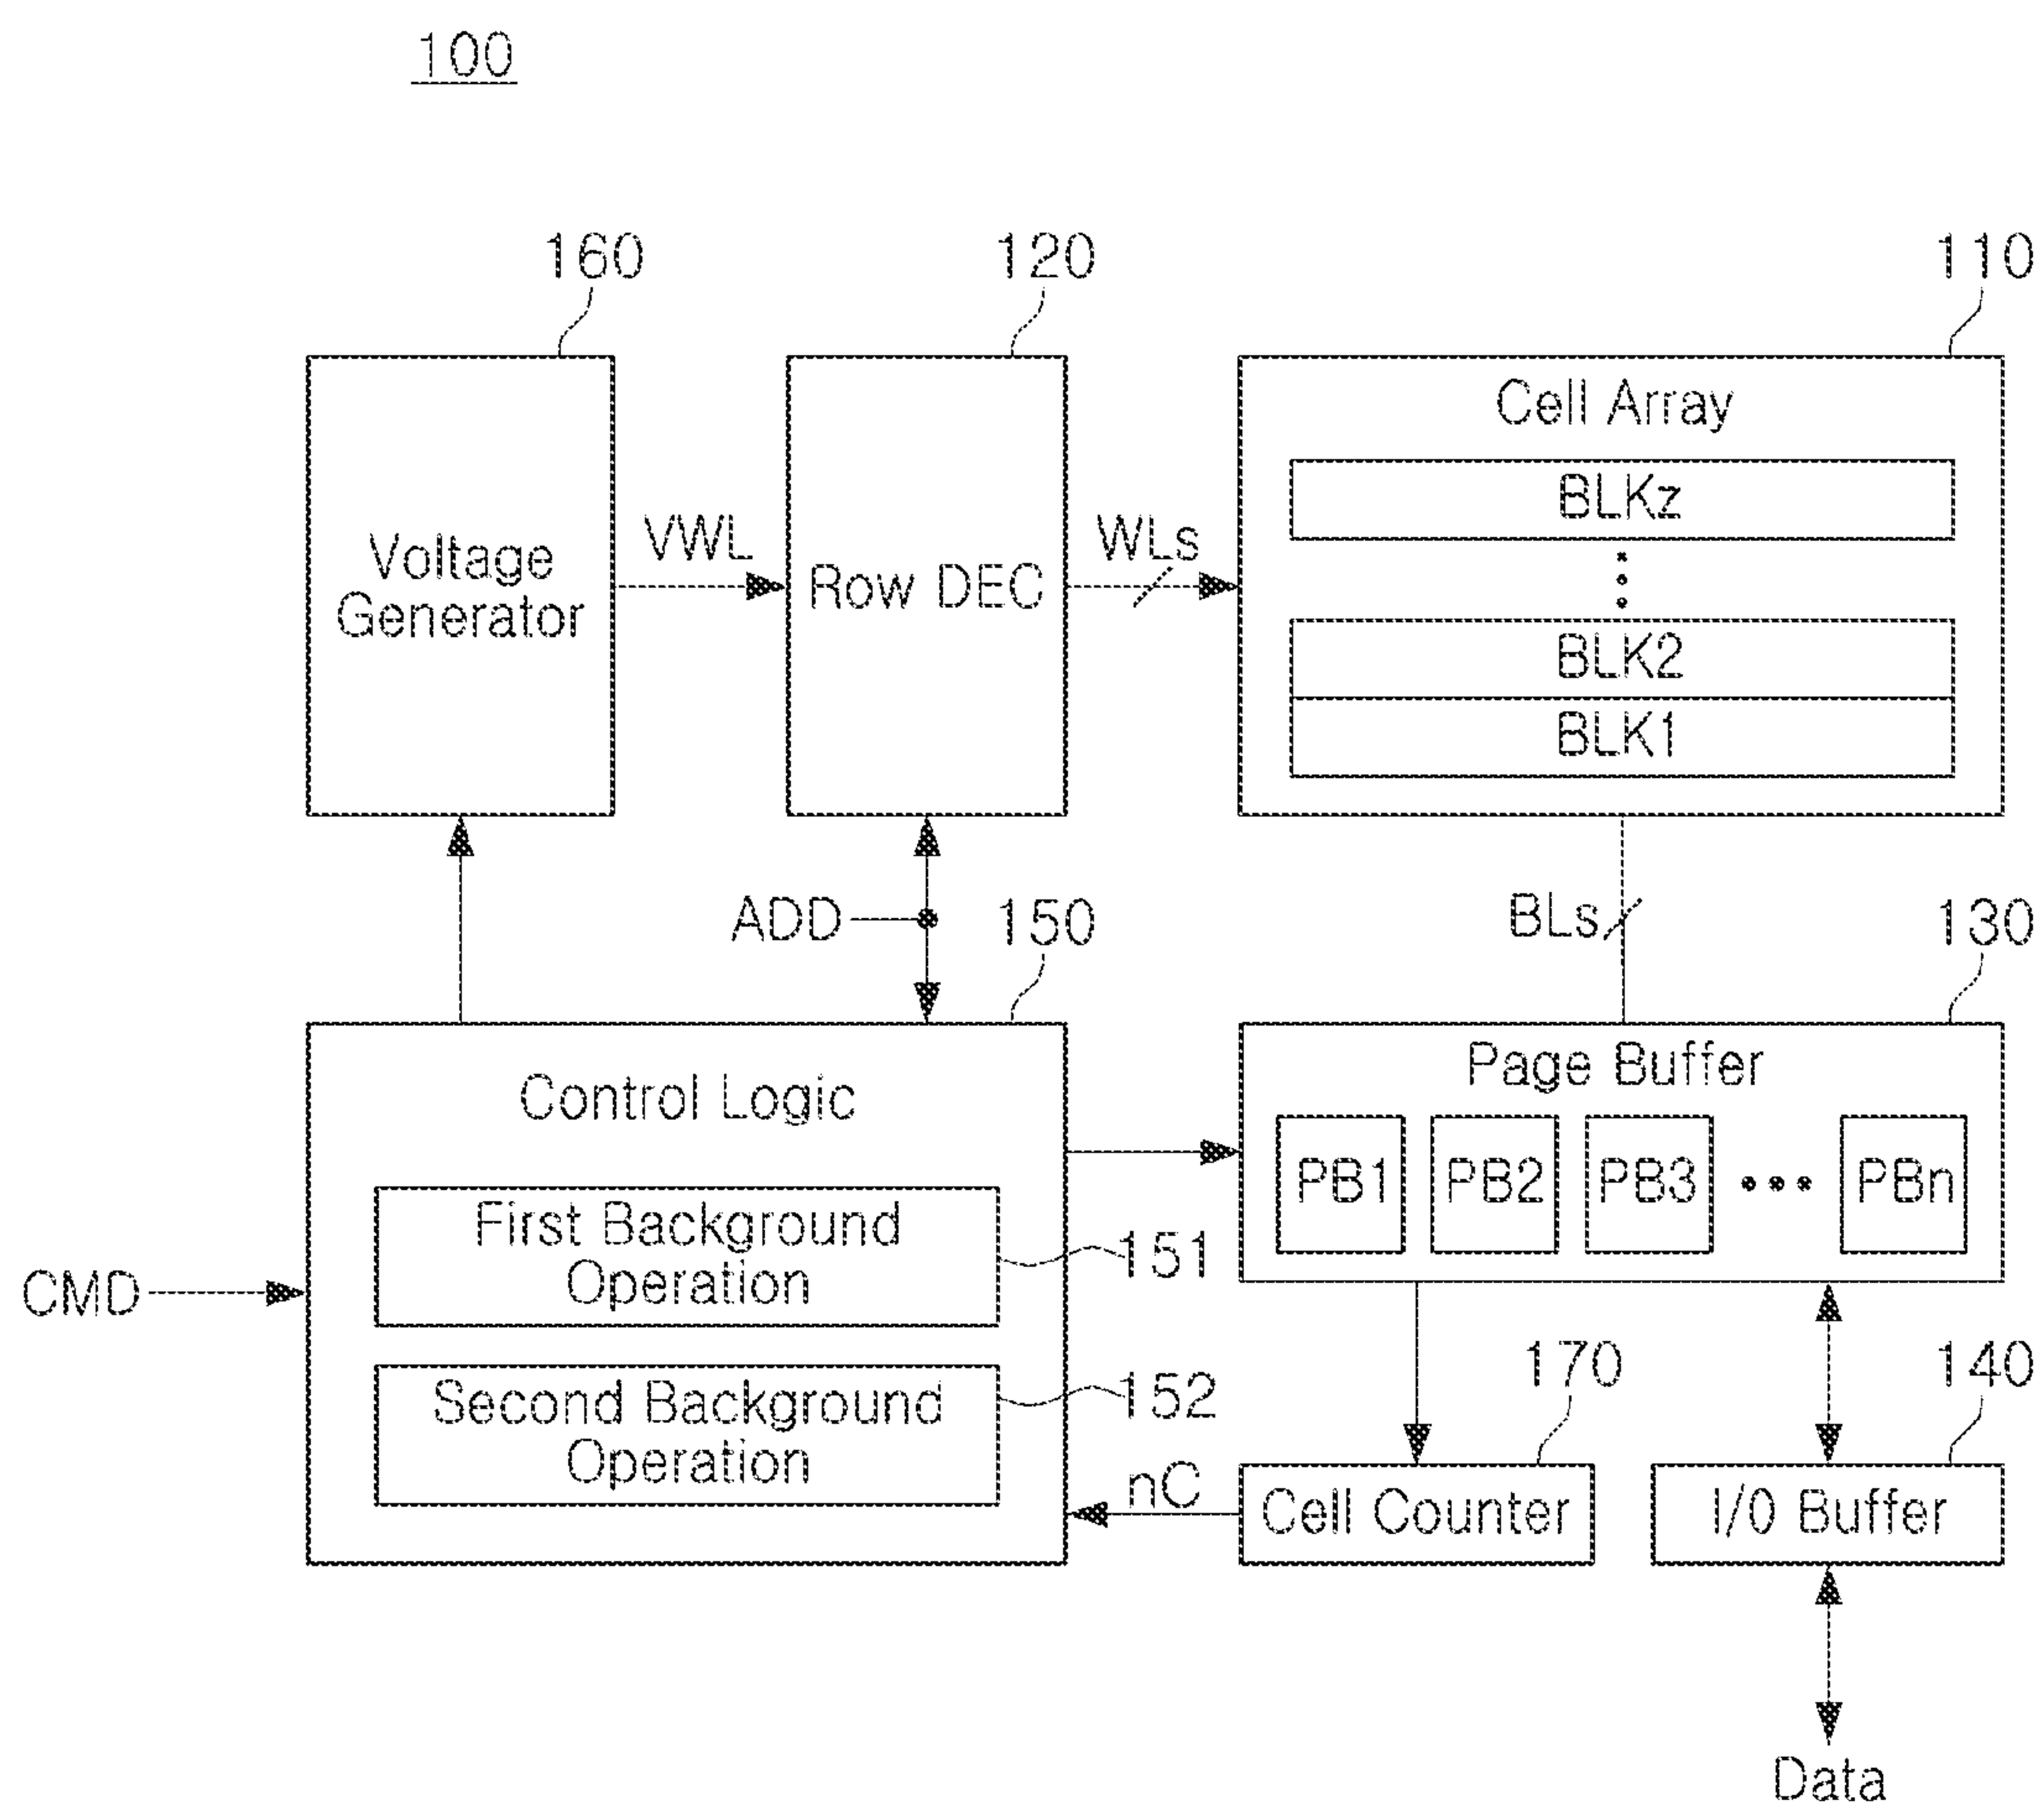 100
160
120
110
Voltage
Generator
VWL
Row DEC
WLs
Cell Array
BLKz
BLK2
BLK1
ADD
150
BLs
130
Control Logic
Page Buffer
PB1 PB2 PB3 ••• PBn
First Background
Operation
151
CMD
Second Background
Operation
152
170
140
nC
Cell Counter
I/O Buffer
Data